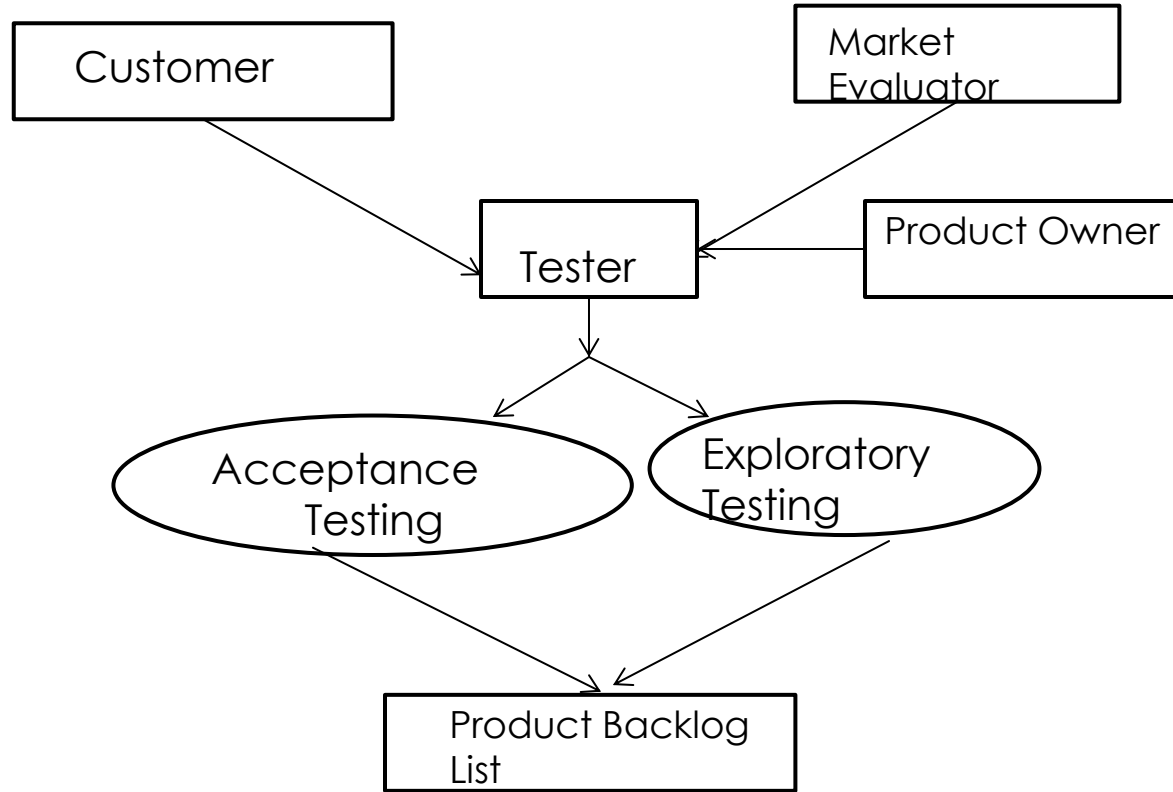 Customer
Market
Evaluator
Product Owner
Tester
Acceptance
Testing
Exploratory
Testing
Product Backlog
List